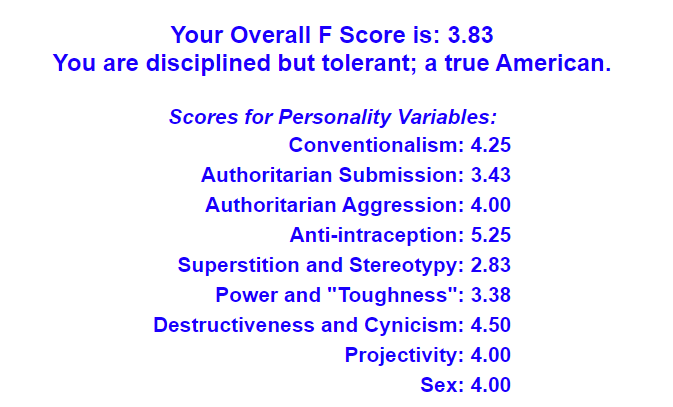 Your Overall F Score is: 3.83
You are disciplined but tolerant; a true American.
Scores for Personality Variables:
Conventionalism: 4.25
Authoritarian Submission: 3.43
Authoritarian Aggression: 4.00
Anti-intraception: 5.25
Superstition and Stereotypy: 2.83
Power and "Toughness": 3.38
Destructiveness and Cynicism: 4.50
Projectivity: 4.00
Sex: 4.00